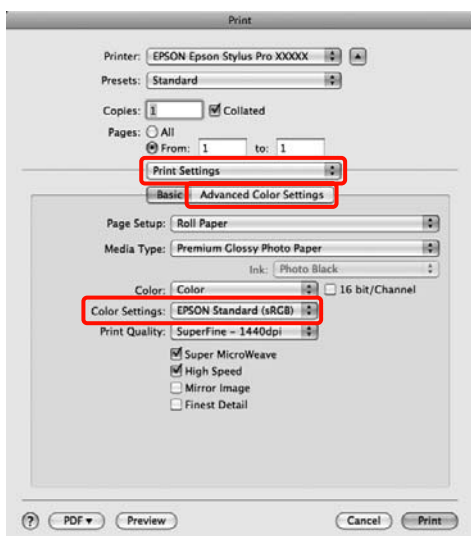 Print
Printer: EPSON Epson Stylus Pro XXXXX
Presets: Standard
Copies: 1 Collated
Pages: All
From: 1 to: 1
Print Settings
Basic Advanced Color Settings
Page Setup: Roll Paper
Media Type: Premium Glossy Photo Paper
Ink: Photo Black
Color: Color 16 bit/Channel
Color Settings: EPSON Standard (sRGB)
Print Quality: SuperFine - 1440dpi
Super MicroWeave
High Speed
Mirror Image
Finest Detail
? PDF Preview Cancel Print